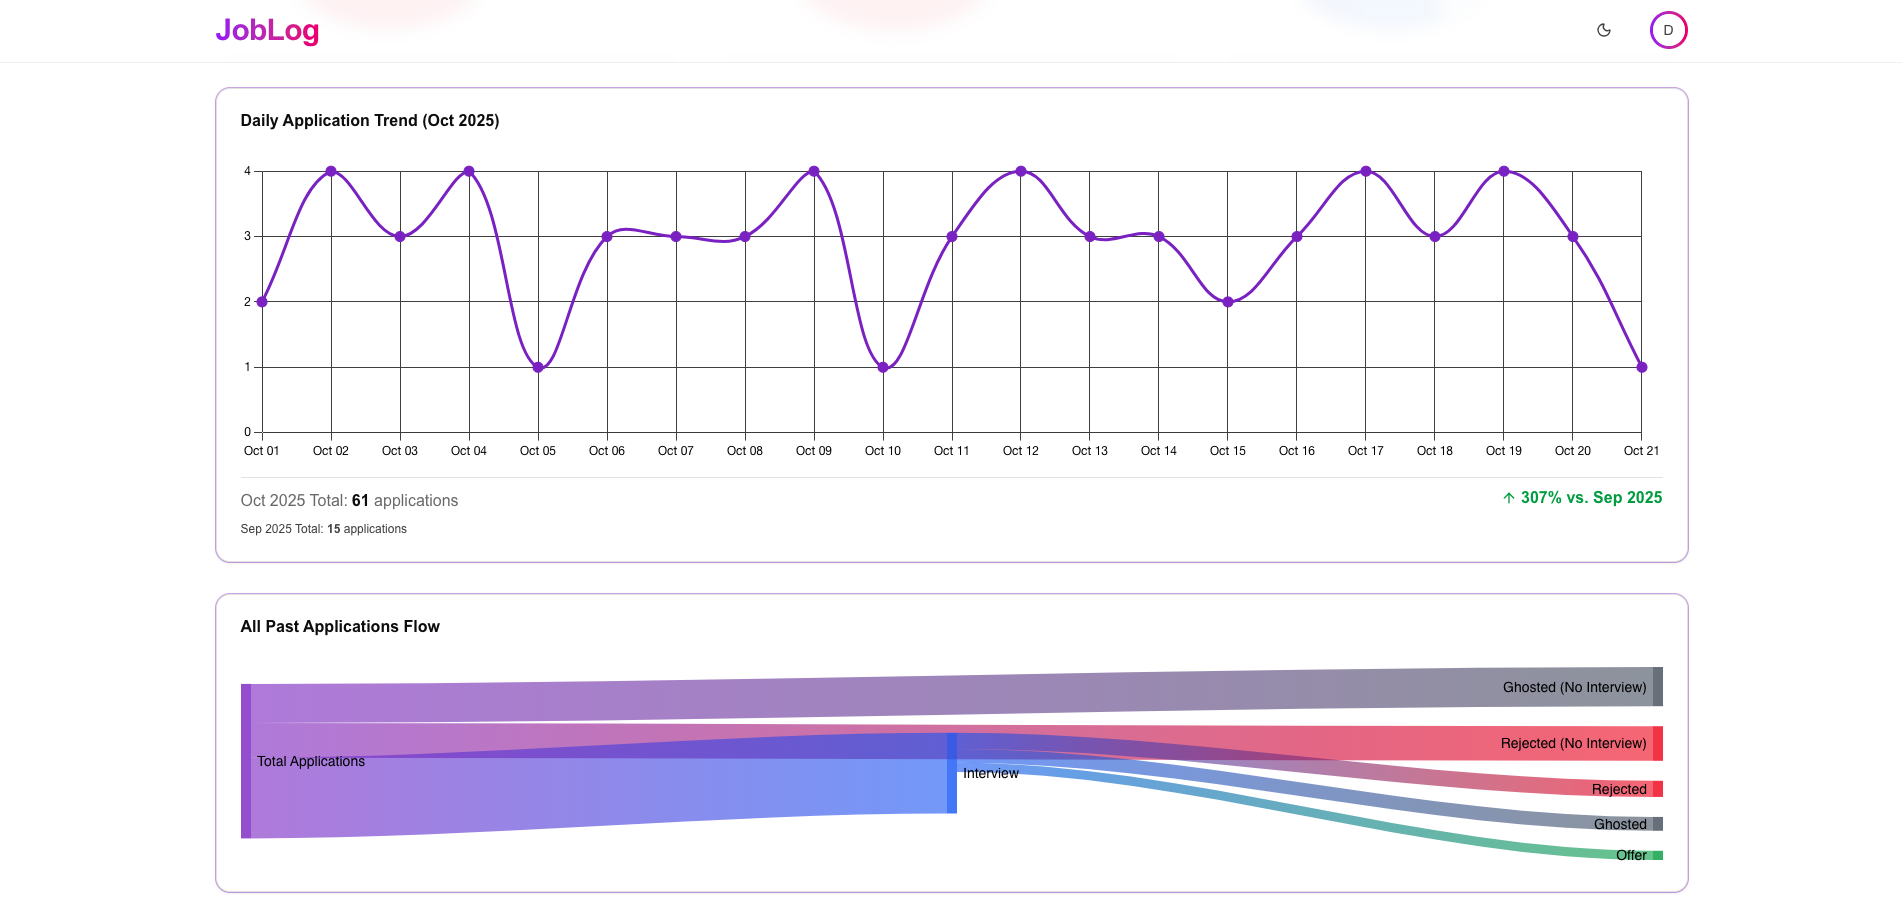 JobLog
D
Daily Application Trend (Oct 2025)
4
3
2
1
0
Oct 01 Oct 02 Oct 03 Oct 04 Oct 05 Oct 06 Oct 07 Oct 08 Oct 09 Oct 10 Oct 11 Oct 12 Oct 13 Oct 14 Oct 15 Oct 16 Oct 17 Oct 18 Oct 19 Oct 20 Oct 21
Oct 2025 Total: 61 applications
↑ 307% vs. Sep 2025
Sep 2025 Total: 15 applications
All Past Applications Flow
Ghosted (No Interview)
Rejected (No Interview)
Total Applications
Interview
Rejected
Ghosted
Offer